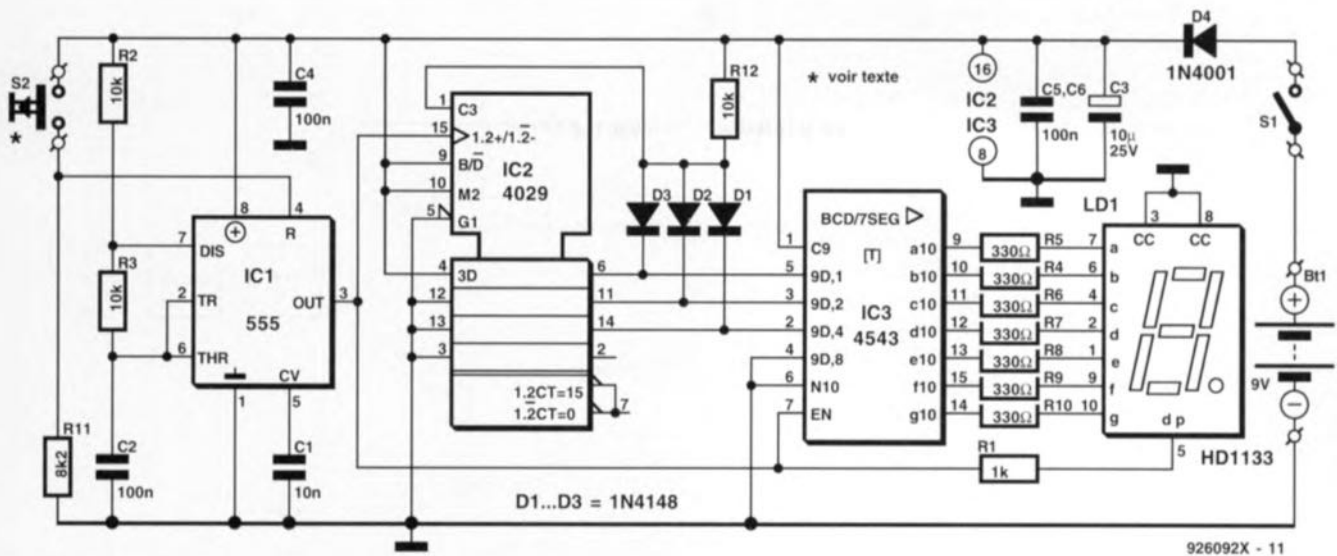 S2
*
R2
10k
R3
10k
R11
8k2
C2
100n
C4
100n
8
4
R
7
DIS
IC1
2
TR
OUT
3
555
6
THR
CV
1
5
C1
10n
1
C3
15
1.2+/1.2̅-
9
B/D̅
IC2
4029
10
M2
5
G1
4
3D
6
12
11
13
14
3
2
1.2CT=15
1.2̅CT=0
7
D1...D3 = 1N4148
R12
10k
D3
D2
D1
* voir texte
BCD/7SEG
[T]
IC3
4543
1
C9
5
9D,1
3
9D,2
2
9D,4
4
9D,8
6
N10
7
EN
a10
9
330Ω
R5
7
a
b10
10
330Ω
R4
6
b
c10
11
330Ω
R6
4
c
d10
12
330Ω
R7
2
d
e10
13
330Ω
R8
1
e
f10
15
330Ω
R9
9
f
g10
14
330Ω
R10
10
g
R1
1k
16
IC2
IC3
8
C5,C6
100n
C3
10µ
25V
D4
1N4001
S1
LD1
3
8
CC
CC
dp
5
HD1133
Bt1
+
9V
−
926092X - 11